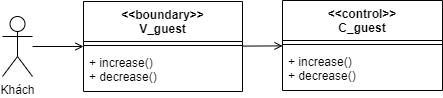 <<boundary>>
V_guest
+ increase()
+ decrease()
<<control>>
C_guest
+ increase()
+ decrease()
Khách